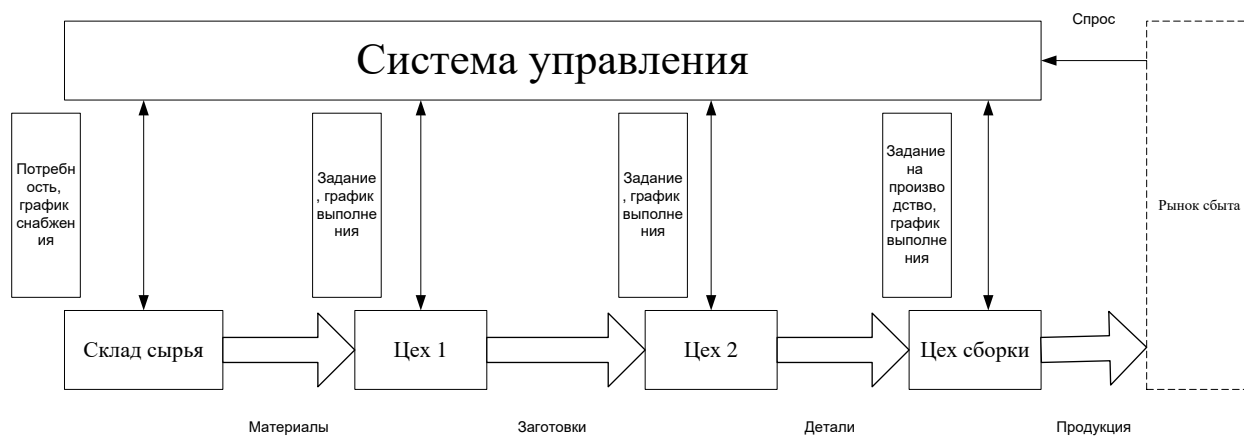 Спрос
Система управления
Потребн
ость,
график
снабжен
ия
Задание
, график
выполне
ния
Задание
, график
выполне
ния
Задание
на
произво
дство,
график
выполне
ния
Рынок сбыта
Склад сырья
Цех 1
Цех 2
Цех сборки
Материалы
Заготовки
Детали
Продукция